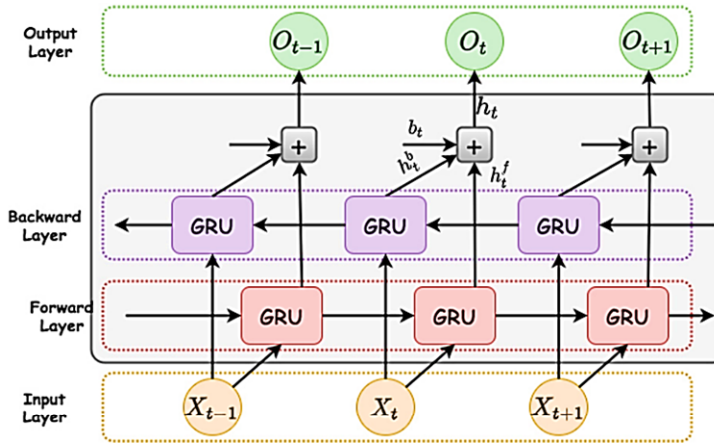 Output
Layer
O_{t-1}
O_t
O_{t+1}
h_t
b_t
+
+
+
h_t^b
h_t^f
Backward
Layer
GRU
GRU
GRU
Forward
Layer
GRU
GRU
GRU
Input
Layer
X_{t-1}
X_t
X_{t+1}